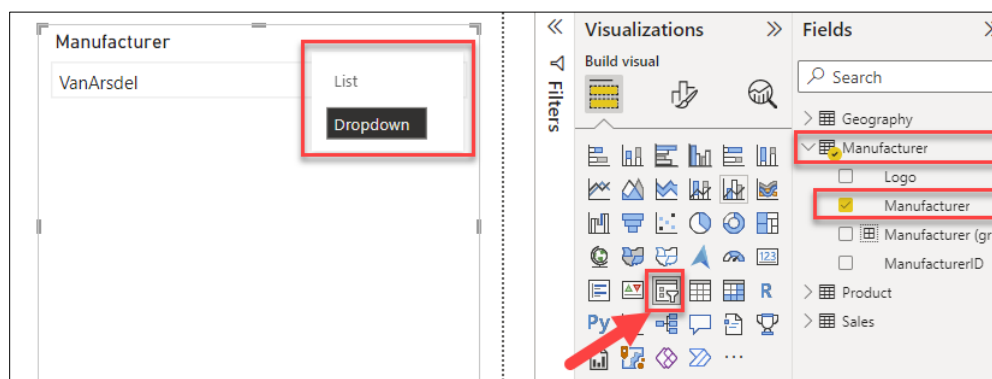 Manufacturer
VanArsdel
List
Dropdown
Filters
Visualizations
Build visual
123
R
Py
Fields
Search
Geography
Manufacturer
Logo
Manufacturer
Manufacturer (gr
ManufacturerID
Product
Sales